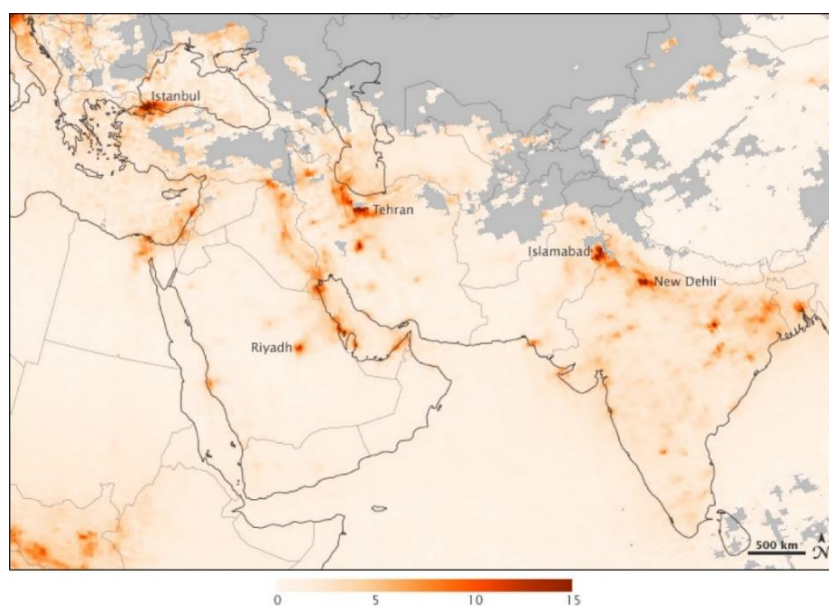 Istanbul
Tehran
Islamabad
New Dehli
Riyadh
500 km
N
0 5 10 15